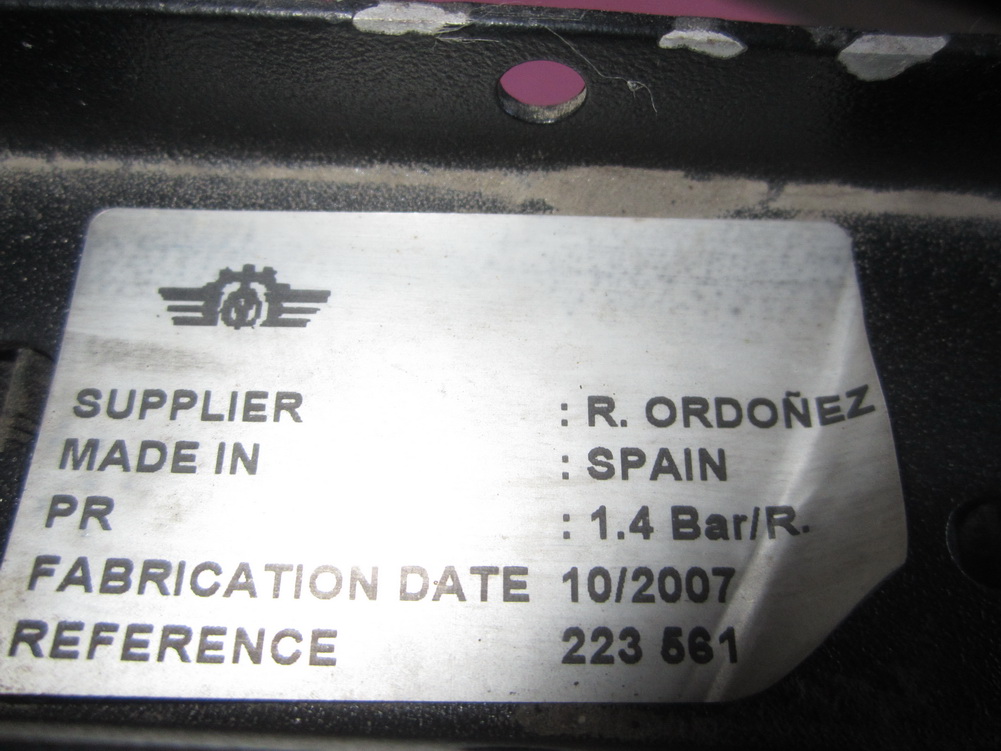 SUPPLIER : R. ORDOÑEZ
MADE IN : SPAIN
PR : 1.4 Bar/R.
FABRICATION DATE 10/2007
REFERENCE 223 561